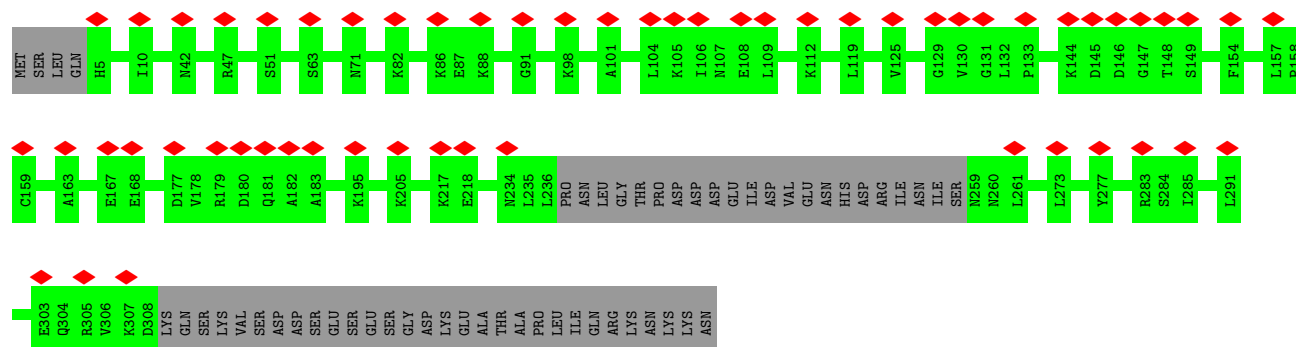 MET SER LEU GLN H5 I10 N42 R47 S51 S63 N71 K82 K86 E87 K88 G91 K98 A101 L104 K105 I106 N107 E108 L109 K112 L119 V125 G129 V130 G131 L132 P133 K144 D145 D146 G147 T148 S149 F154 L157 P158
C159 A163 E167 E168 D177 V178 R179 D180 Q181 A182 A183 K195 K205 K217 E218 N234 L235 L236 PRO ASN LEU GLY THR PRO ASP ASP ASP GLU ILE ASP VAL GLU ASN HIS ASP ARG ILE ASN ILE SER N259 N260 L261 L273 Y277 R283 S284 I285 L291
E303 Q304 R305 V306 K307 D308 LYS GLN SER LYS VAL SER ASP ASP SER GLU SER GLU SER GLY ASP LYS GLU ALA THR ALA PRO LEU ILE GLN ARG LYS ASN LYS LYS ASN